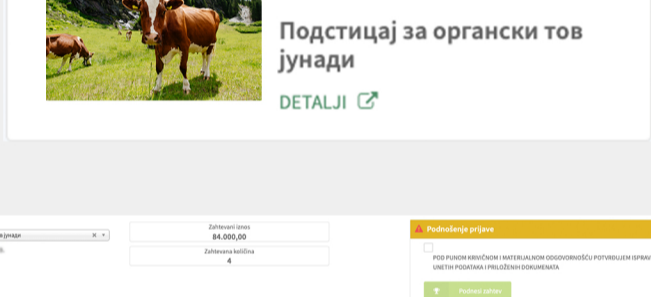 Подстицај за органски тов
јунади
DETALJI
Zahtevani iznos
84.000,00
Zahtevana količina
4
в јунади
Podnošenje prijave
POD PUNOM KRIVIČNOM I MATERIJALNOM ODGOVORNOŠĆU POTVRĐUJEM ISPRAV
UNETIH PODATAKA I PRILOŽENIH DOKUMENATA
Podnesi zahtev